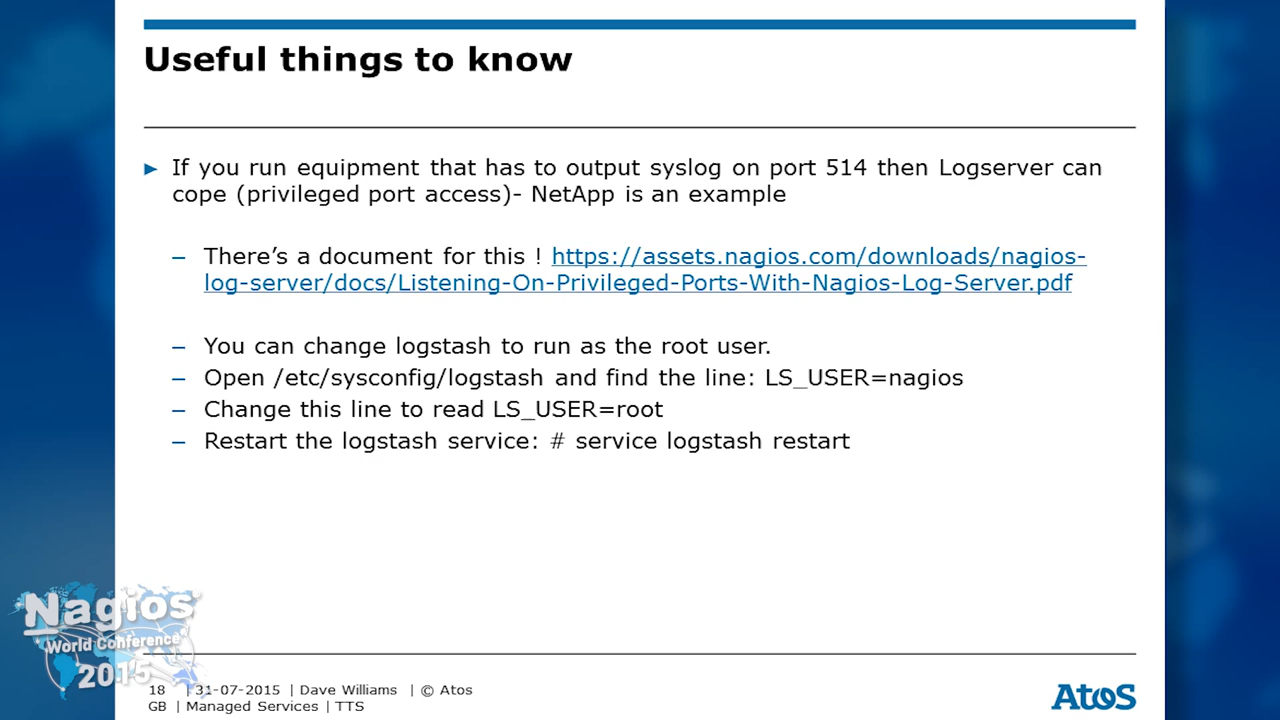 Useful things to know
If you run equipment that has to output syslog on port 514 then Logserver can
cope (privileged port access)- NetApp is an example
– There's a document for this ! https://assets.nagios.com/downloads/nagios-
log-server/docs/Listening-On-Privileged-Ports-With-Nagios-Log-Server.pdf
– You can change logstash to run as the root user.
– Open /etc/sysconfig/logstash and find the line: LS_USER=nagios
– Change this line to read LS_USER=root
– Restart the logstash service: # service logstash restart
Nagios
World Conference
2015
18 | 31-07-2015 | Dave Williams | © Atos
GB | Managed Services | TTS
Atos